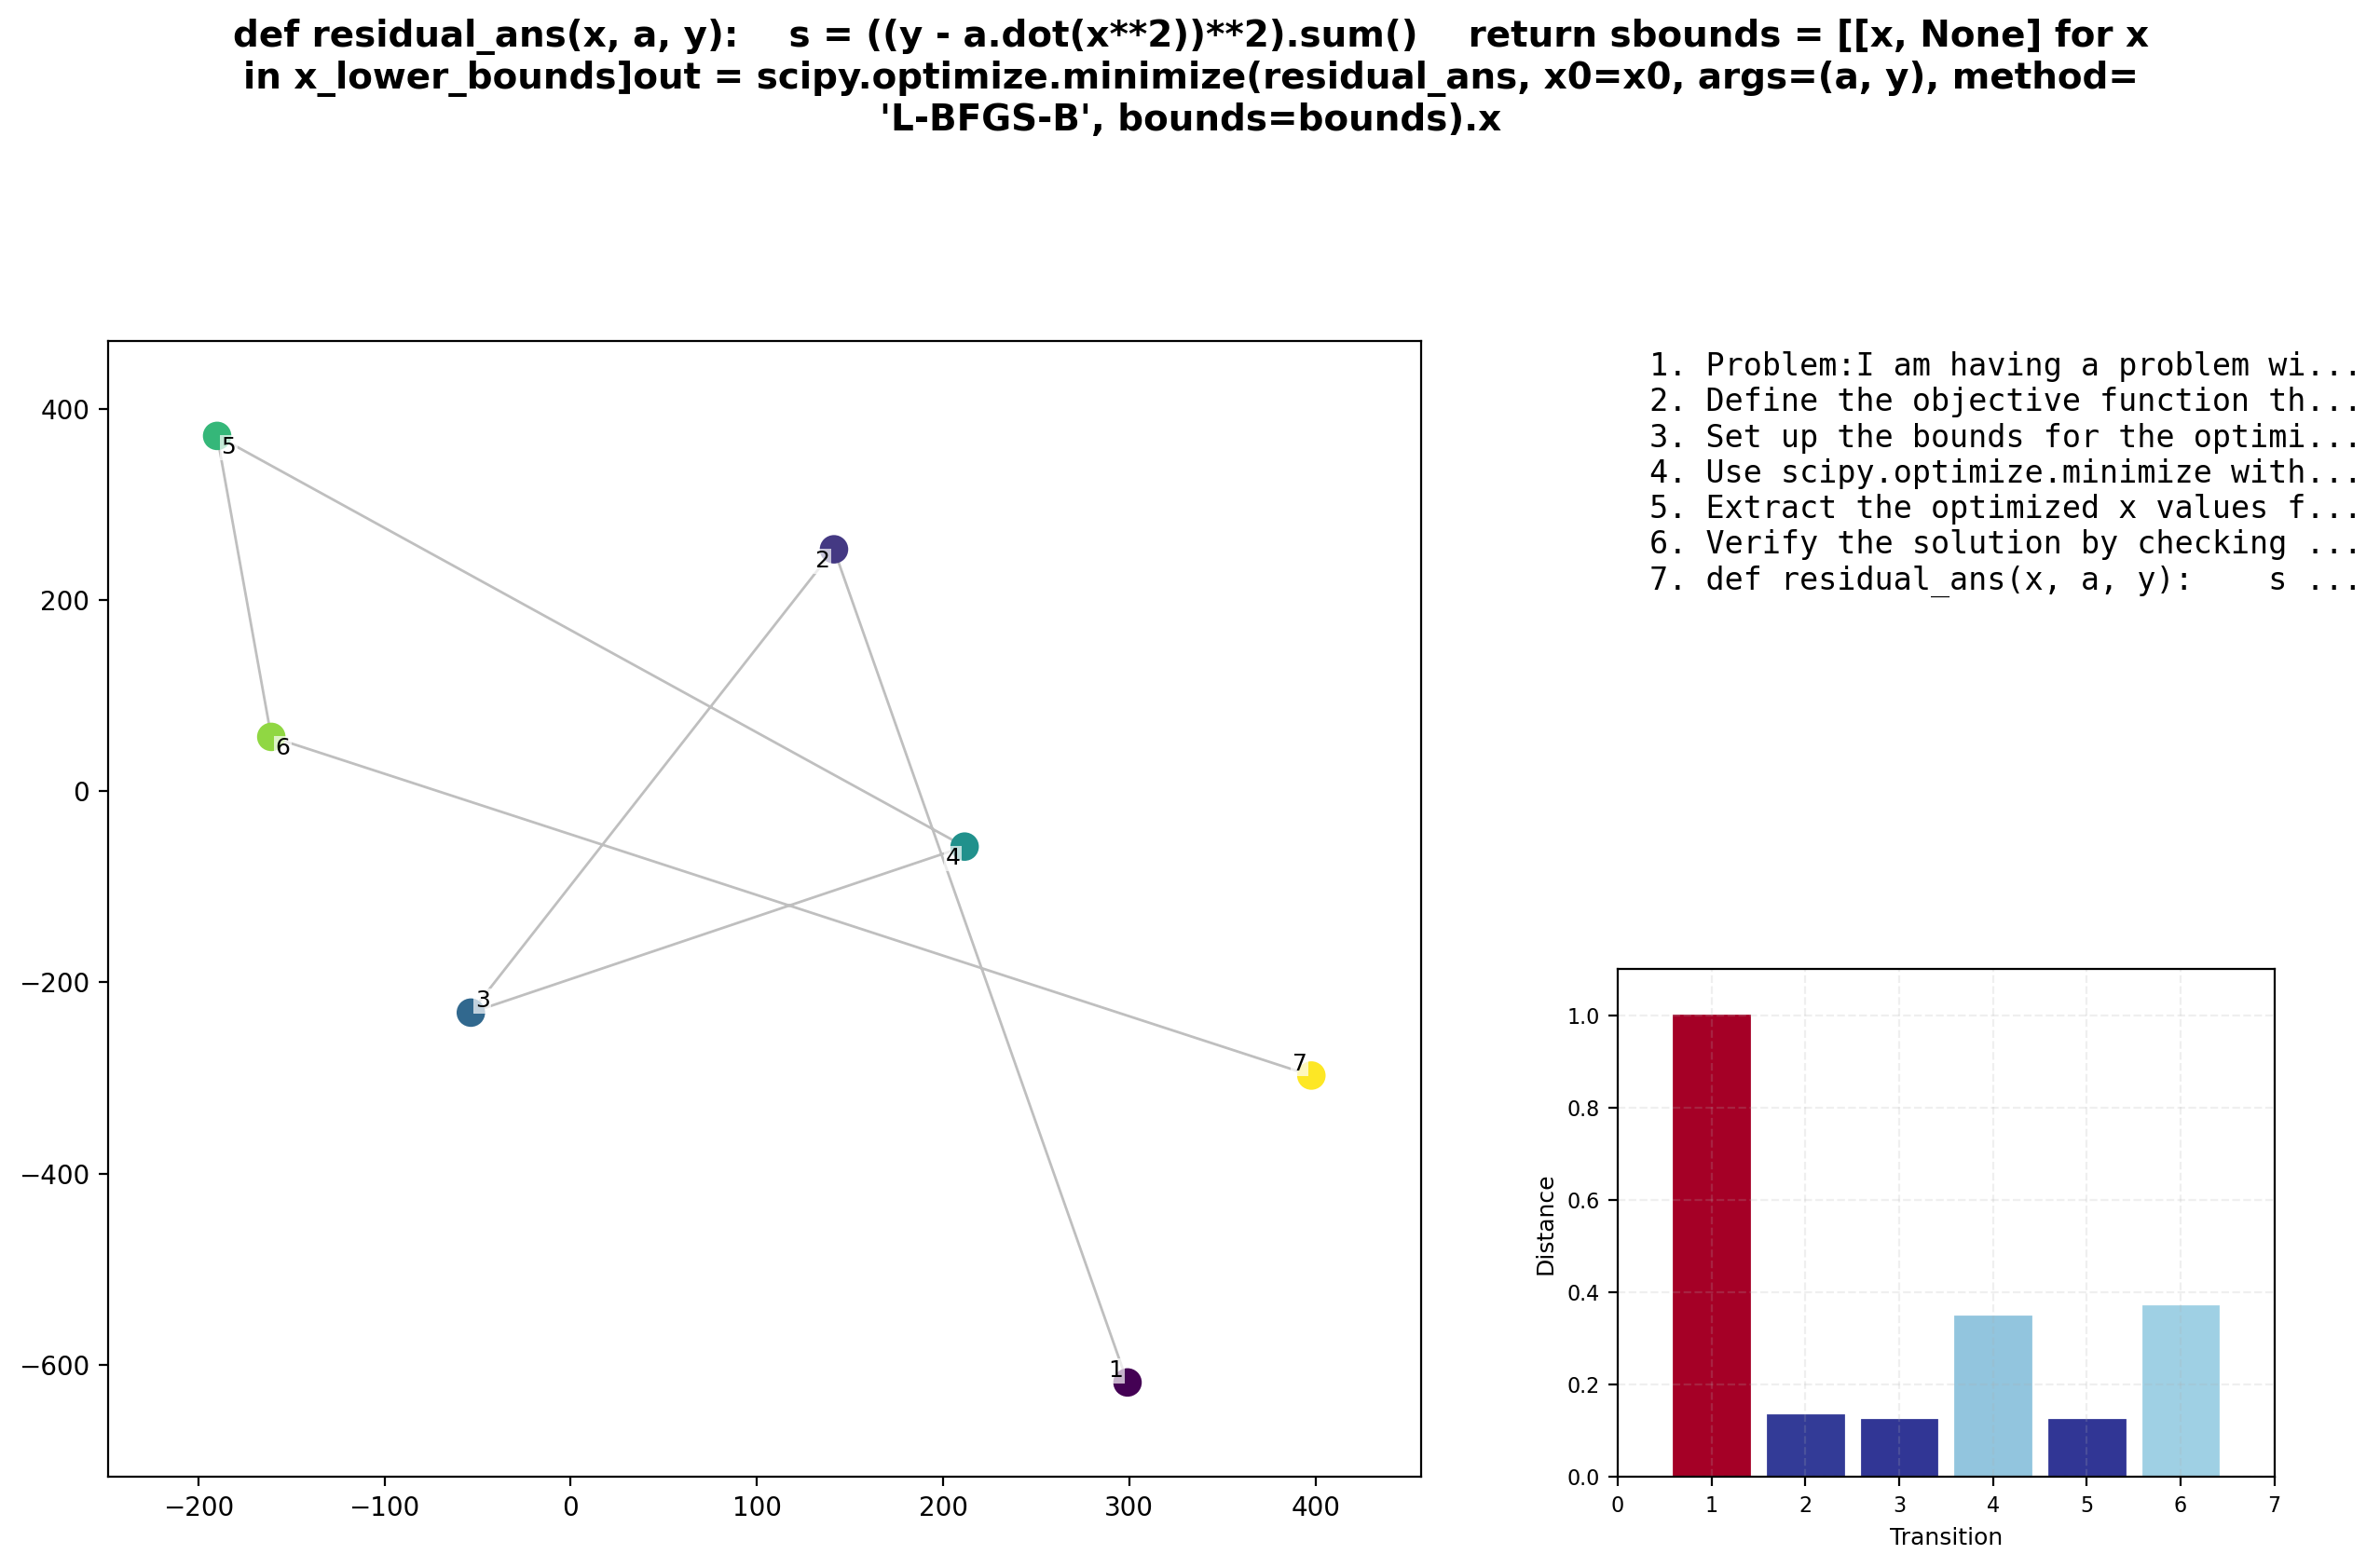 def residual_ans(x, a, y):    s = ((y - a.dot(x**2))**2).sum()    return sbounds = [[x, None] for x
in x_lower_bounds]out = scipy.optimize.minimize(residual_ans, x0=x0, args=(a, y), method=
'L-BFGS-B', bounds=bounds).x
400
200
0
−200
−400
−600
−200
−100
0
100
200
300
400
5
2
6
4
3
7
1
1. Problem:I am having a problem wi...
2. Define the objective function th...
3. Set up the bounds for the optimi...
4. Use scipy.optimize.minimize with...
5. Extract the optimized x values f...
6. Verify the solution by checking ...
7. def residual_ans(x, a, y):    s ...
Distance
1.0
0.8
0.6
0.4
0.2
0.0
0
1
2
3
4
5
6
7
Transition